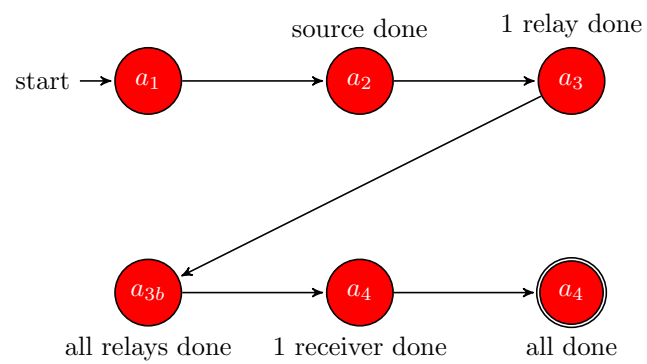 source done
1 relay done
start
a1
a2
a3
a3b
a4
a4
all relays done
1 receiver done
all done